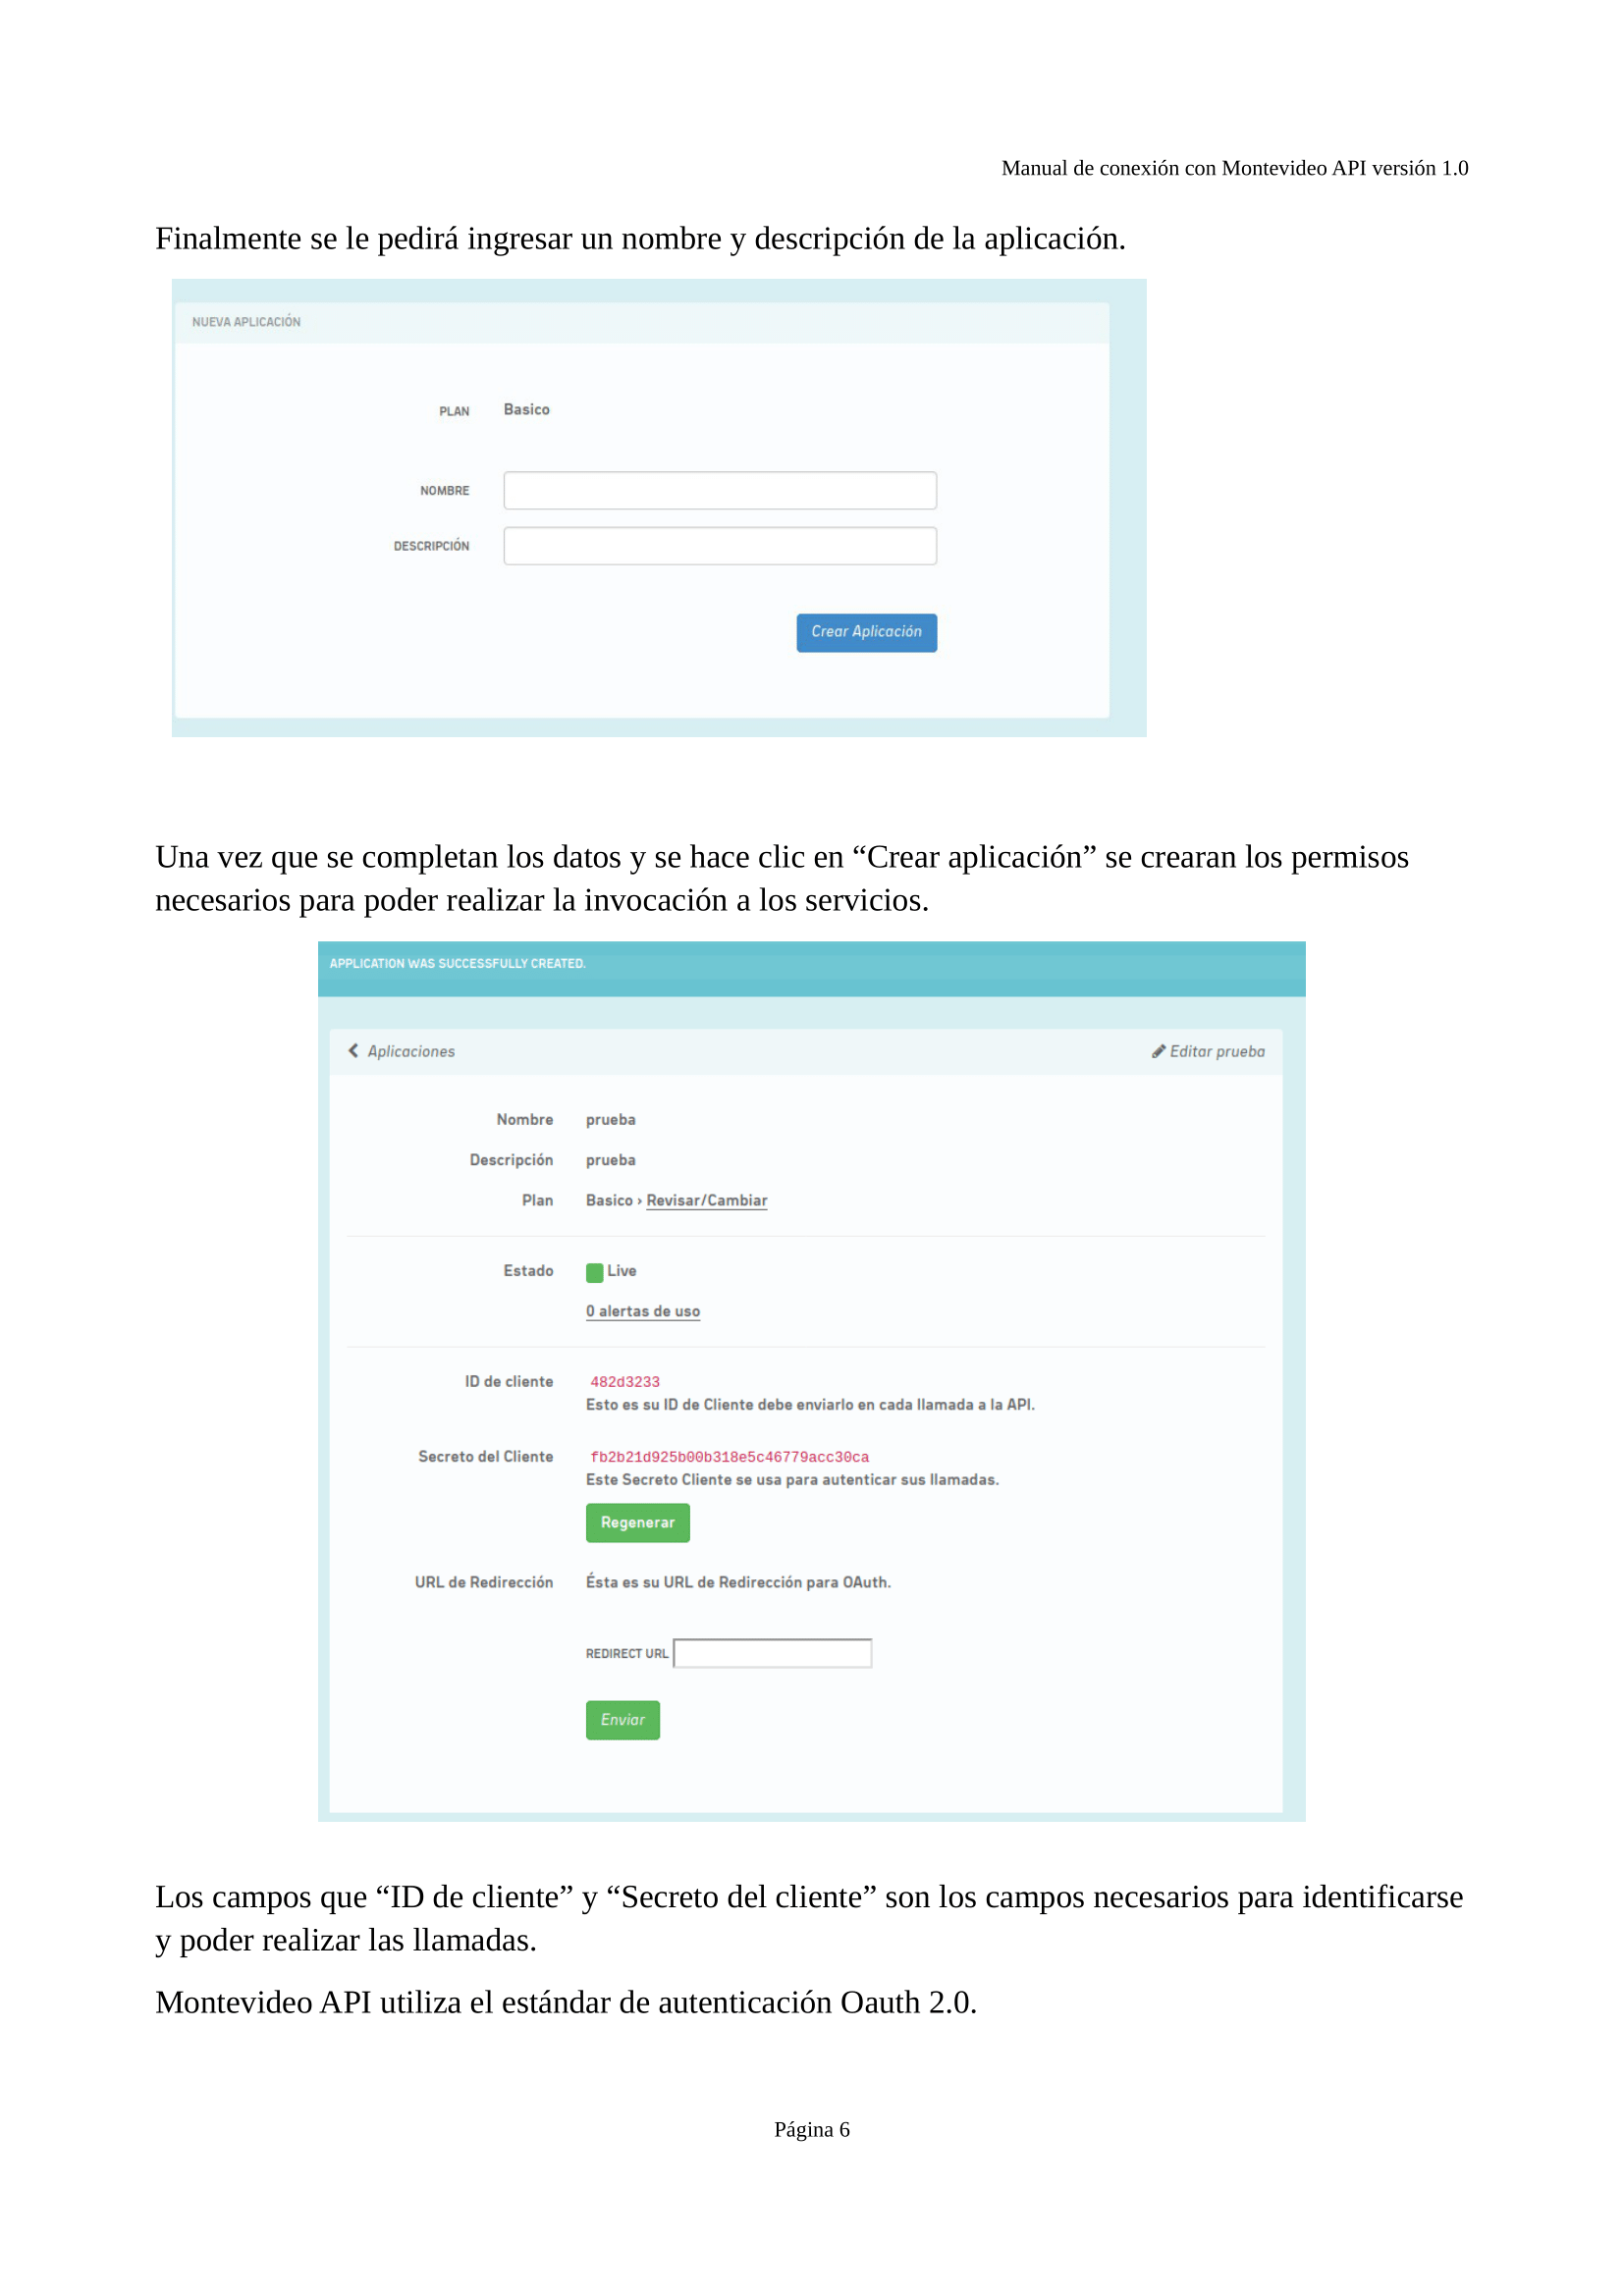 Manual de conexión con Montevideo API versión 1.0
Finalmente se le pedirá ingresar un nombre y descripción de la aplicación.
NUEVA APLICACIÓN
PLAN Basico
NOMBRE
DESCRIPCIÓN
Crear Aplicación
Una vez que se completan los datos y se hace clic en “Crear aplicación” se crearan los permisos
necesarios para poder realizar la invocación a los servicios.
APPLICATION WAS SUCCESSFULLY CREATED.
Aplicaciones Editar prueba
Nombre prueba
Descripción prueba
Plan Basico › Revisar/Cambiar
Estado Live
0 alertas de uso
ID de cliente 482d3233
Esto es su ID de Cliente debe enviarlo en cada llamada a la API.
Secreto del Cliente fb2b21d925b00b318e5c46779acc30ca
Este Secreto Cliente se usa para autenticar sus llamadas.
Regenerar
URL de Redirección Ésta es su URL de Redirección para OAuth.
REDIRECT URL
Enviar
Los campos que “ID de cliente” y “Secreto del cliente” son los campos necesarios para identificarse
y poder realizar las llamadas.
Montevideo API utiliza el estándar de autenticación Oauth 2.0.
Página 6